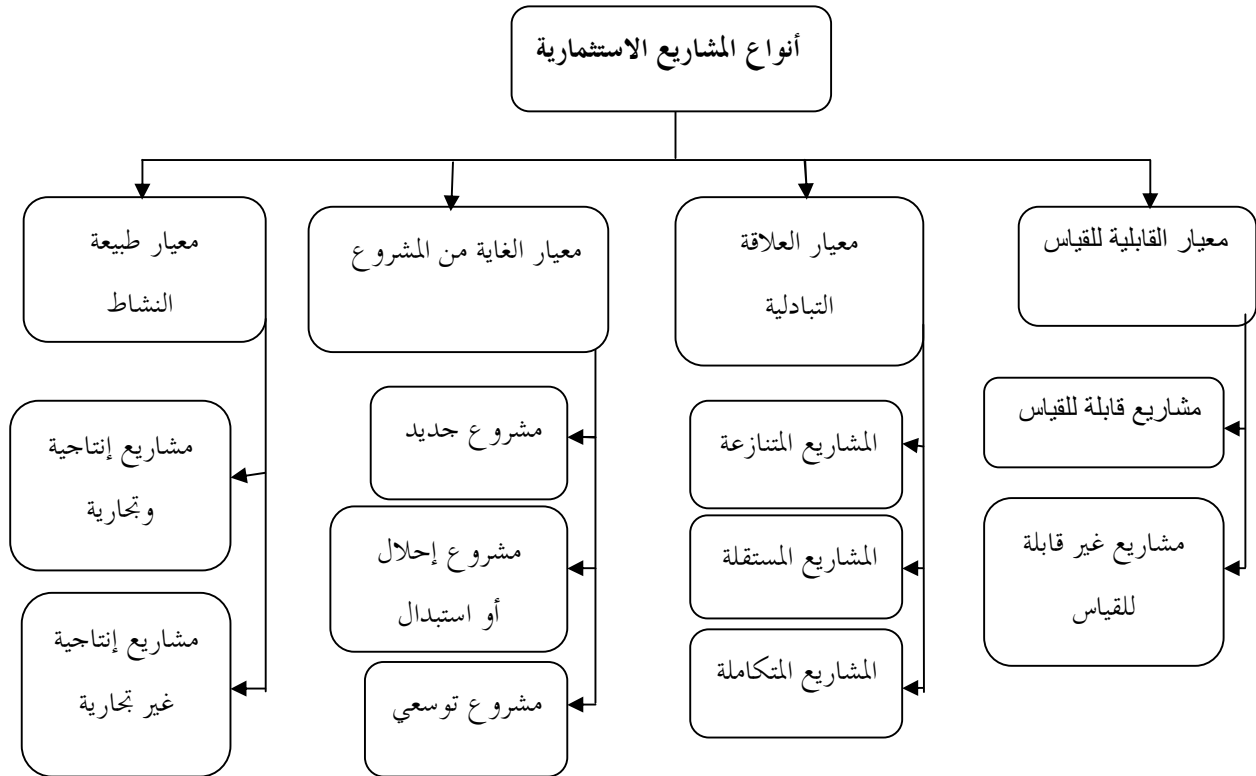 أنواع المشاريع الاستثمارية
معيار القابلية للقياس
مشاريع قابلة للقياس
مشاريع غير قابلة
للقياس
معيار العلاقة
التبادلية
المشاريع المتنازعة
المشاريع المستقلة
المشاريع المتكاملة
معيار الغاية من المشروع
مشروع جديد
مشروع إحلال
أو استبدال
مشروع توسعي
معيار طبيعة
النشاط
مشاريع إنتاجية
وتجارية
مشاريع إنتاجية
غير تجارية